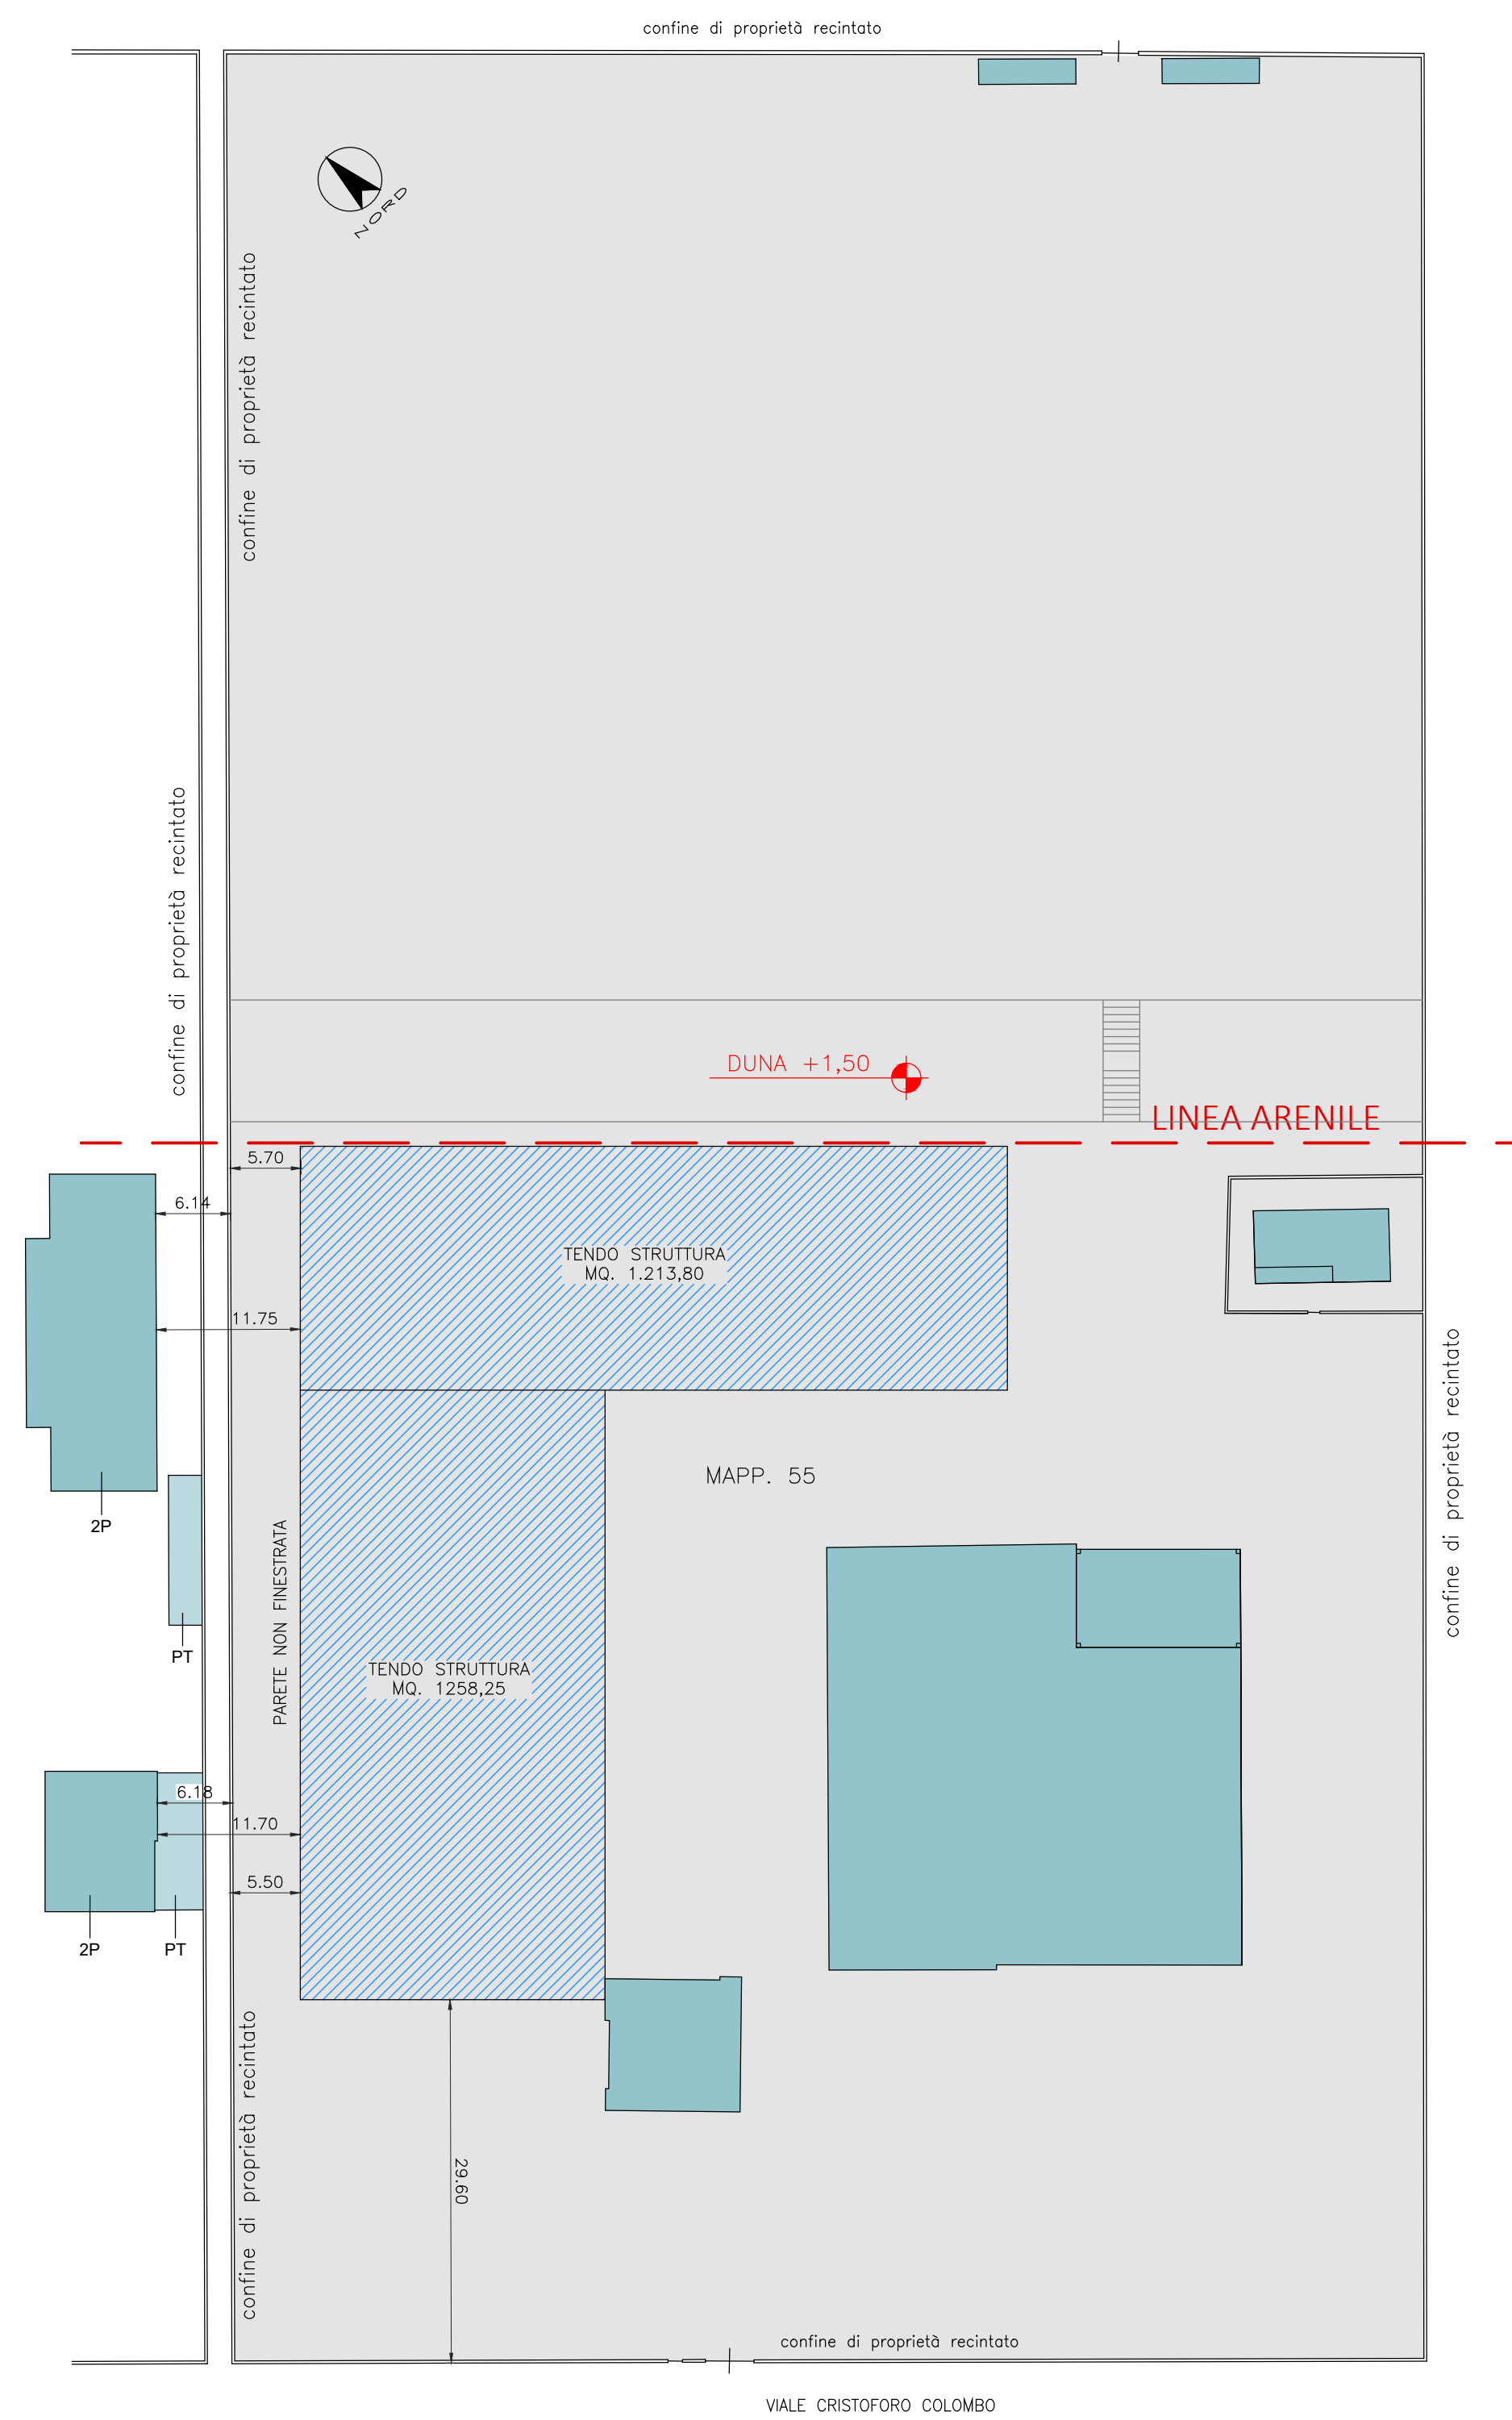 confine di proprietà recintato
NORD
confine di proprietà recintato
confine di proprietà recintato
DUNA +1,50
LINEA ARENILE
5.70
6.14
TENDO STRUTTURA
MQ. 1.213,80
11.75
confine di proprietà recintato
MAPP. 55
2P
PARETE NON FINESTRATA
PT
TENDO STRUTTURA
MQ. 1258,25
6.18
11.70
5.50
2P
PT
confine di proprietà recintato
29.60
confine di proprietà recintato
VIALE CRISTOFORO COLOMBO